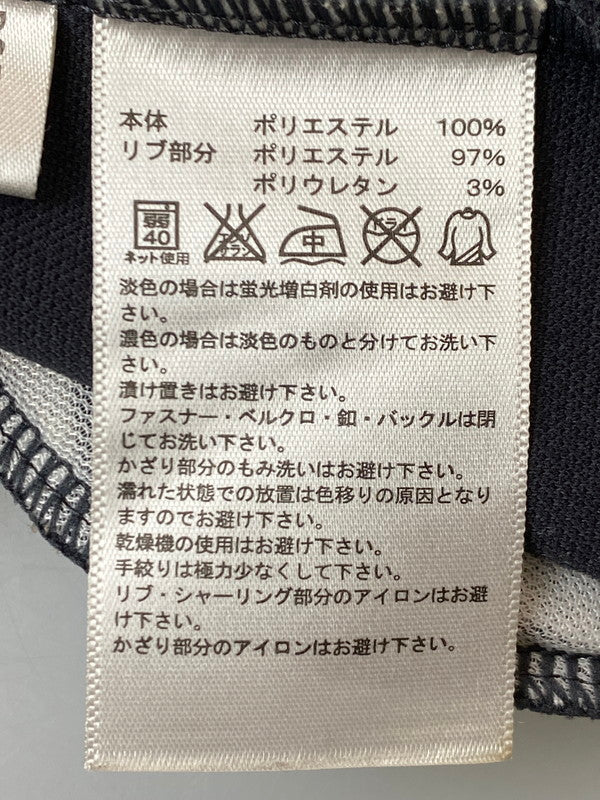 本体 ポリエステル 100%
リブ部分 ポリエステル 97%
ポリウレタン 3%
弱 40 中 ドライ
ネット使用
淡色の場合は蛍光増白剤の使用はお避け下
さい。
濃色の場合は淡色のものと分けてお洗い下
さい。
漬け置きはお避け下さい。
ファスナー・ベルクロ・釦・バックルは閉
じてお洗い下さい。
かざり部分のもみ洗いはお避け下さい。
濡れた状態での放置は色移りの原因となり
ますのでお避け下さい。
乾燥機の使用はお避け下さい。
手絞りは極力少なくして下さい。
リブ・シャーリング部分のアイロンはお避
け下さい。
かざり部分のアイロンはお避け下さい。